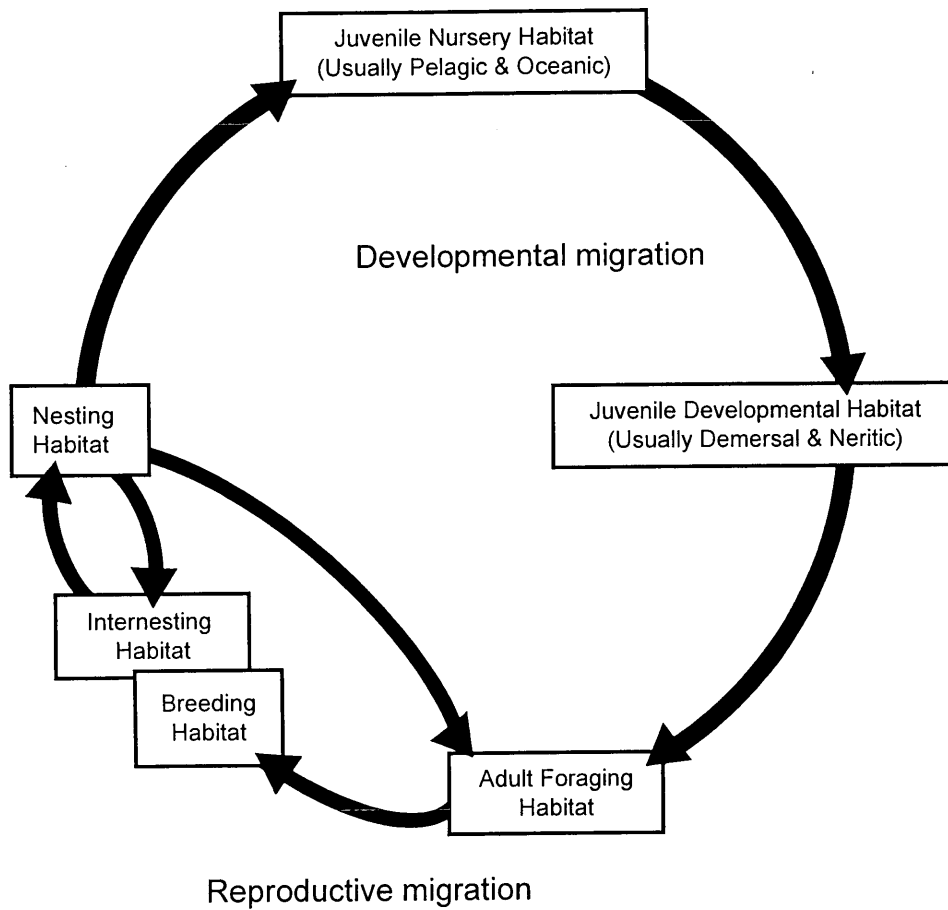 Juvenile Nursery Habitat
(Usually Pelagic & Oceanic)
Developmental migration
Nesting
Habitat
Juvenile Developmental Habitat
(Usually Demersal & Neritic)
Internesting
Habitat
Breeding
Habitat
Adult Foraging
Habitat
Reproductive migration